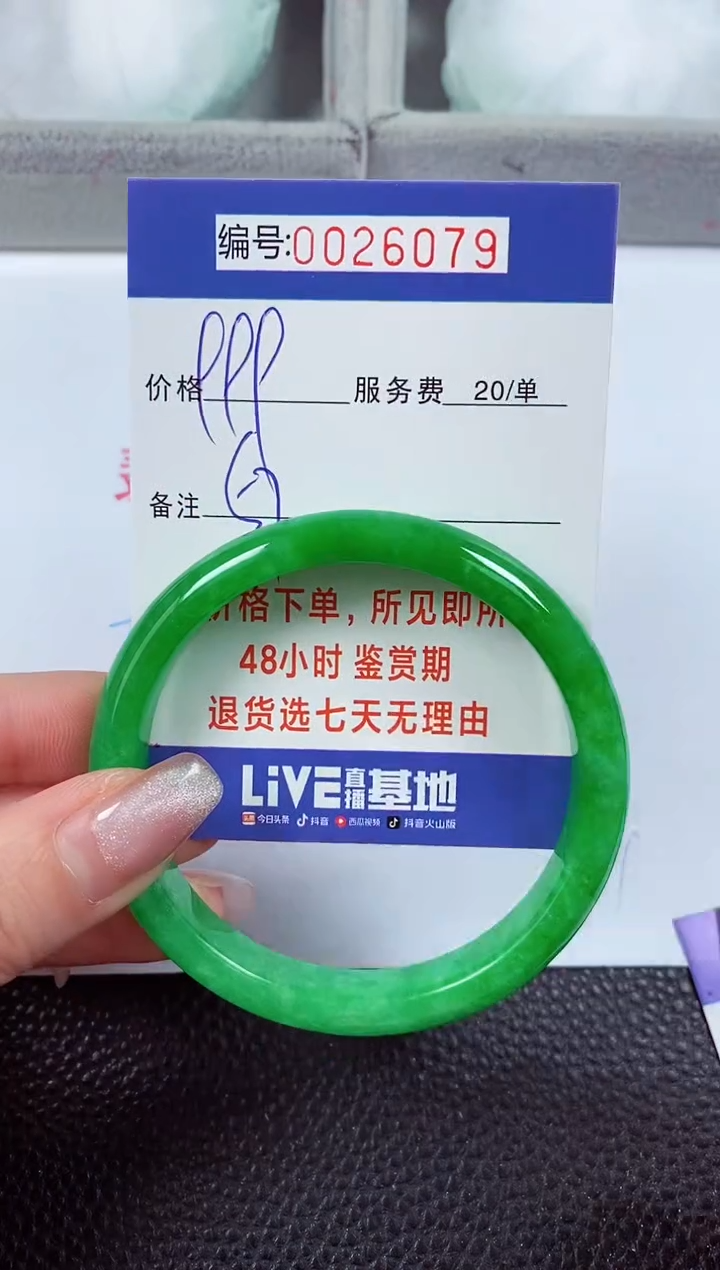 编号:0026079
价格 服务费 20/单
备注
价格下单，所见即所
48小时 鉴赏期
退货选七天无理由
LiVE直播基地
头条 今日头条 抖音 西瓜视频 抖音火山版